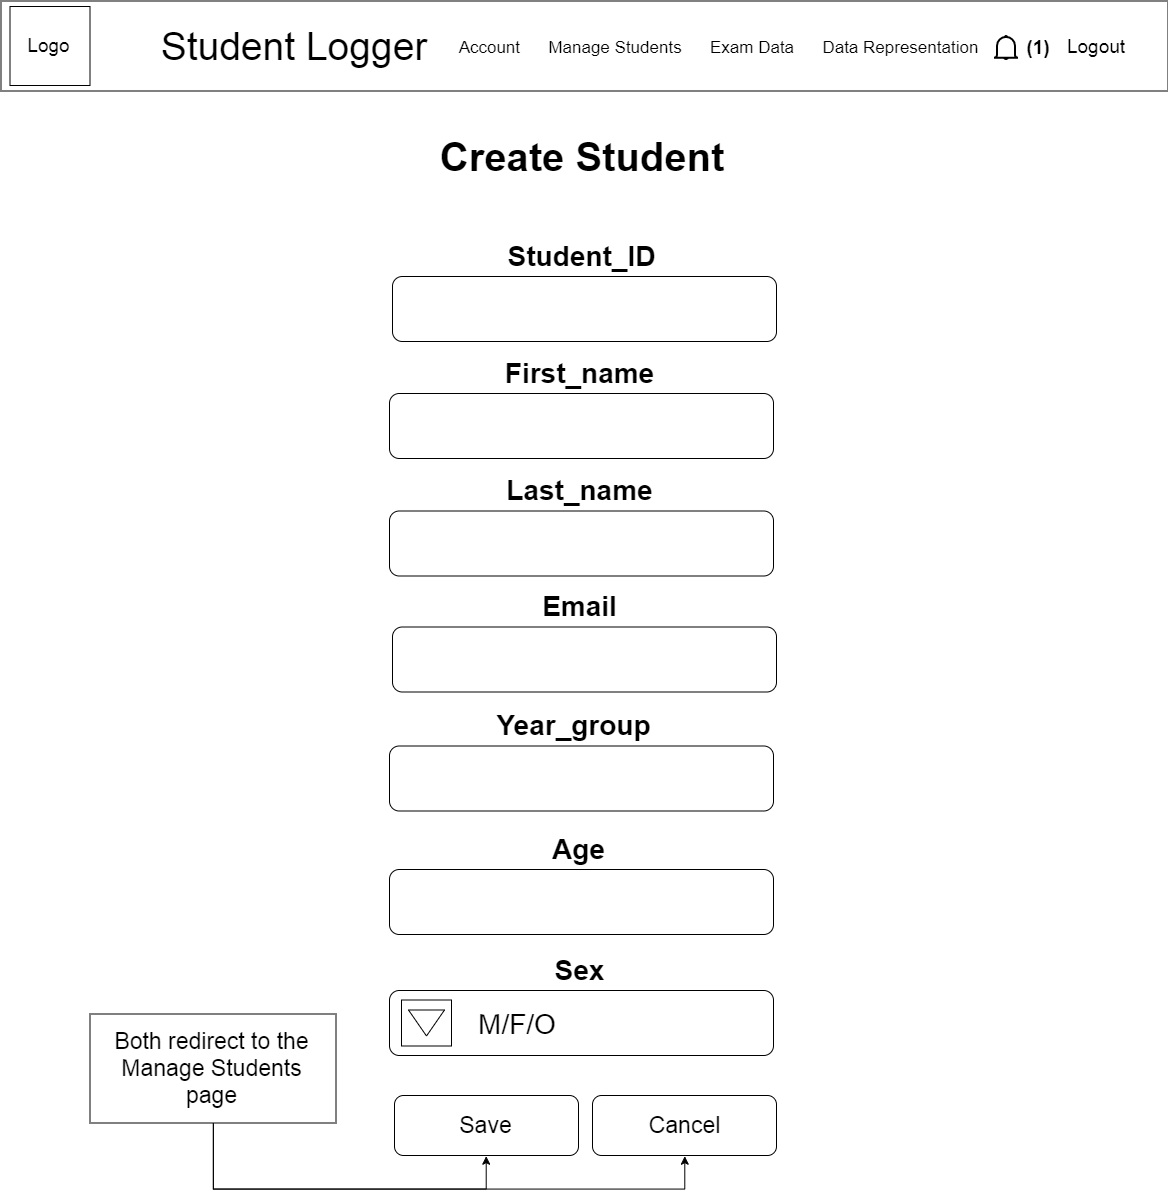 Logo
Student Logger
Account
Manage Students
Exam Data
Data Representation
(1)
Logout
Create Student
Student_ID
First_name
Last_name
Email
Year_group
Age
Sex
M/F/O
Both redirect to the
Manage Students
page
Save
Cancel